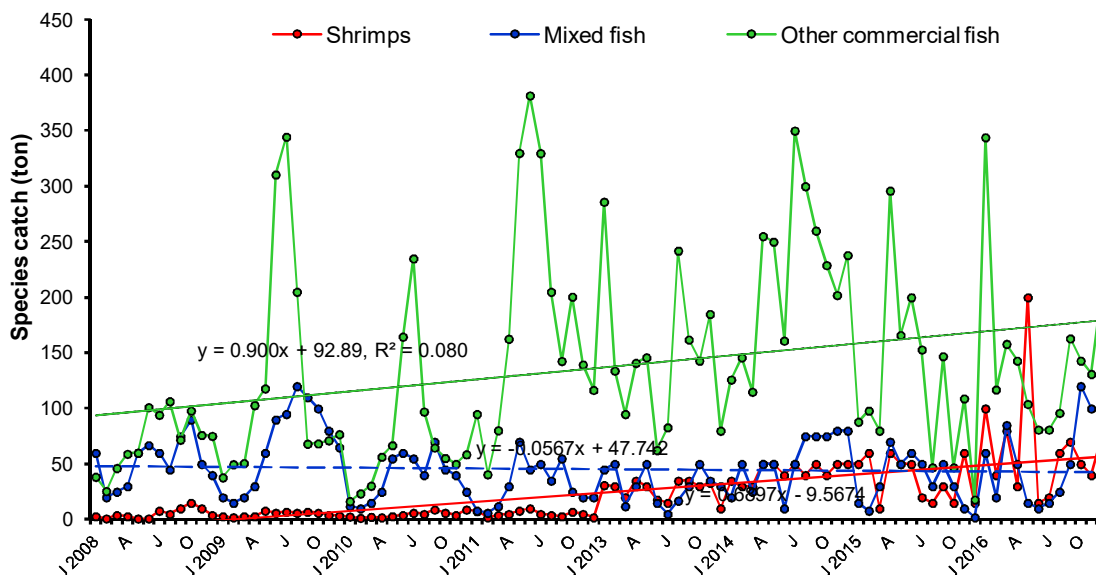 450
400
350
300
250
200
150
100
50
0
Species catch (ton)
Shrimps
Mixed fish
Other commercial fish
y = 0.900x + 92.89, R² = 0.080
y = -0.0567x + 47.742
y = - 9.5674
J 2008
A
J
O
J 2009
A
J
O
J 2010
A
J
O
J 2011
A
J
O
J 2013
A
J
O
J 2014
A
J
O
J 2015
A
J
O
J 2016
A
J
O